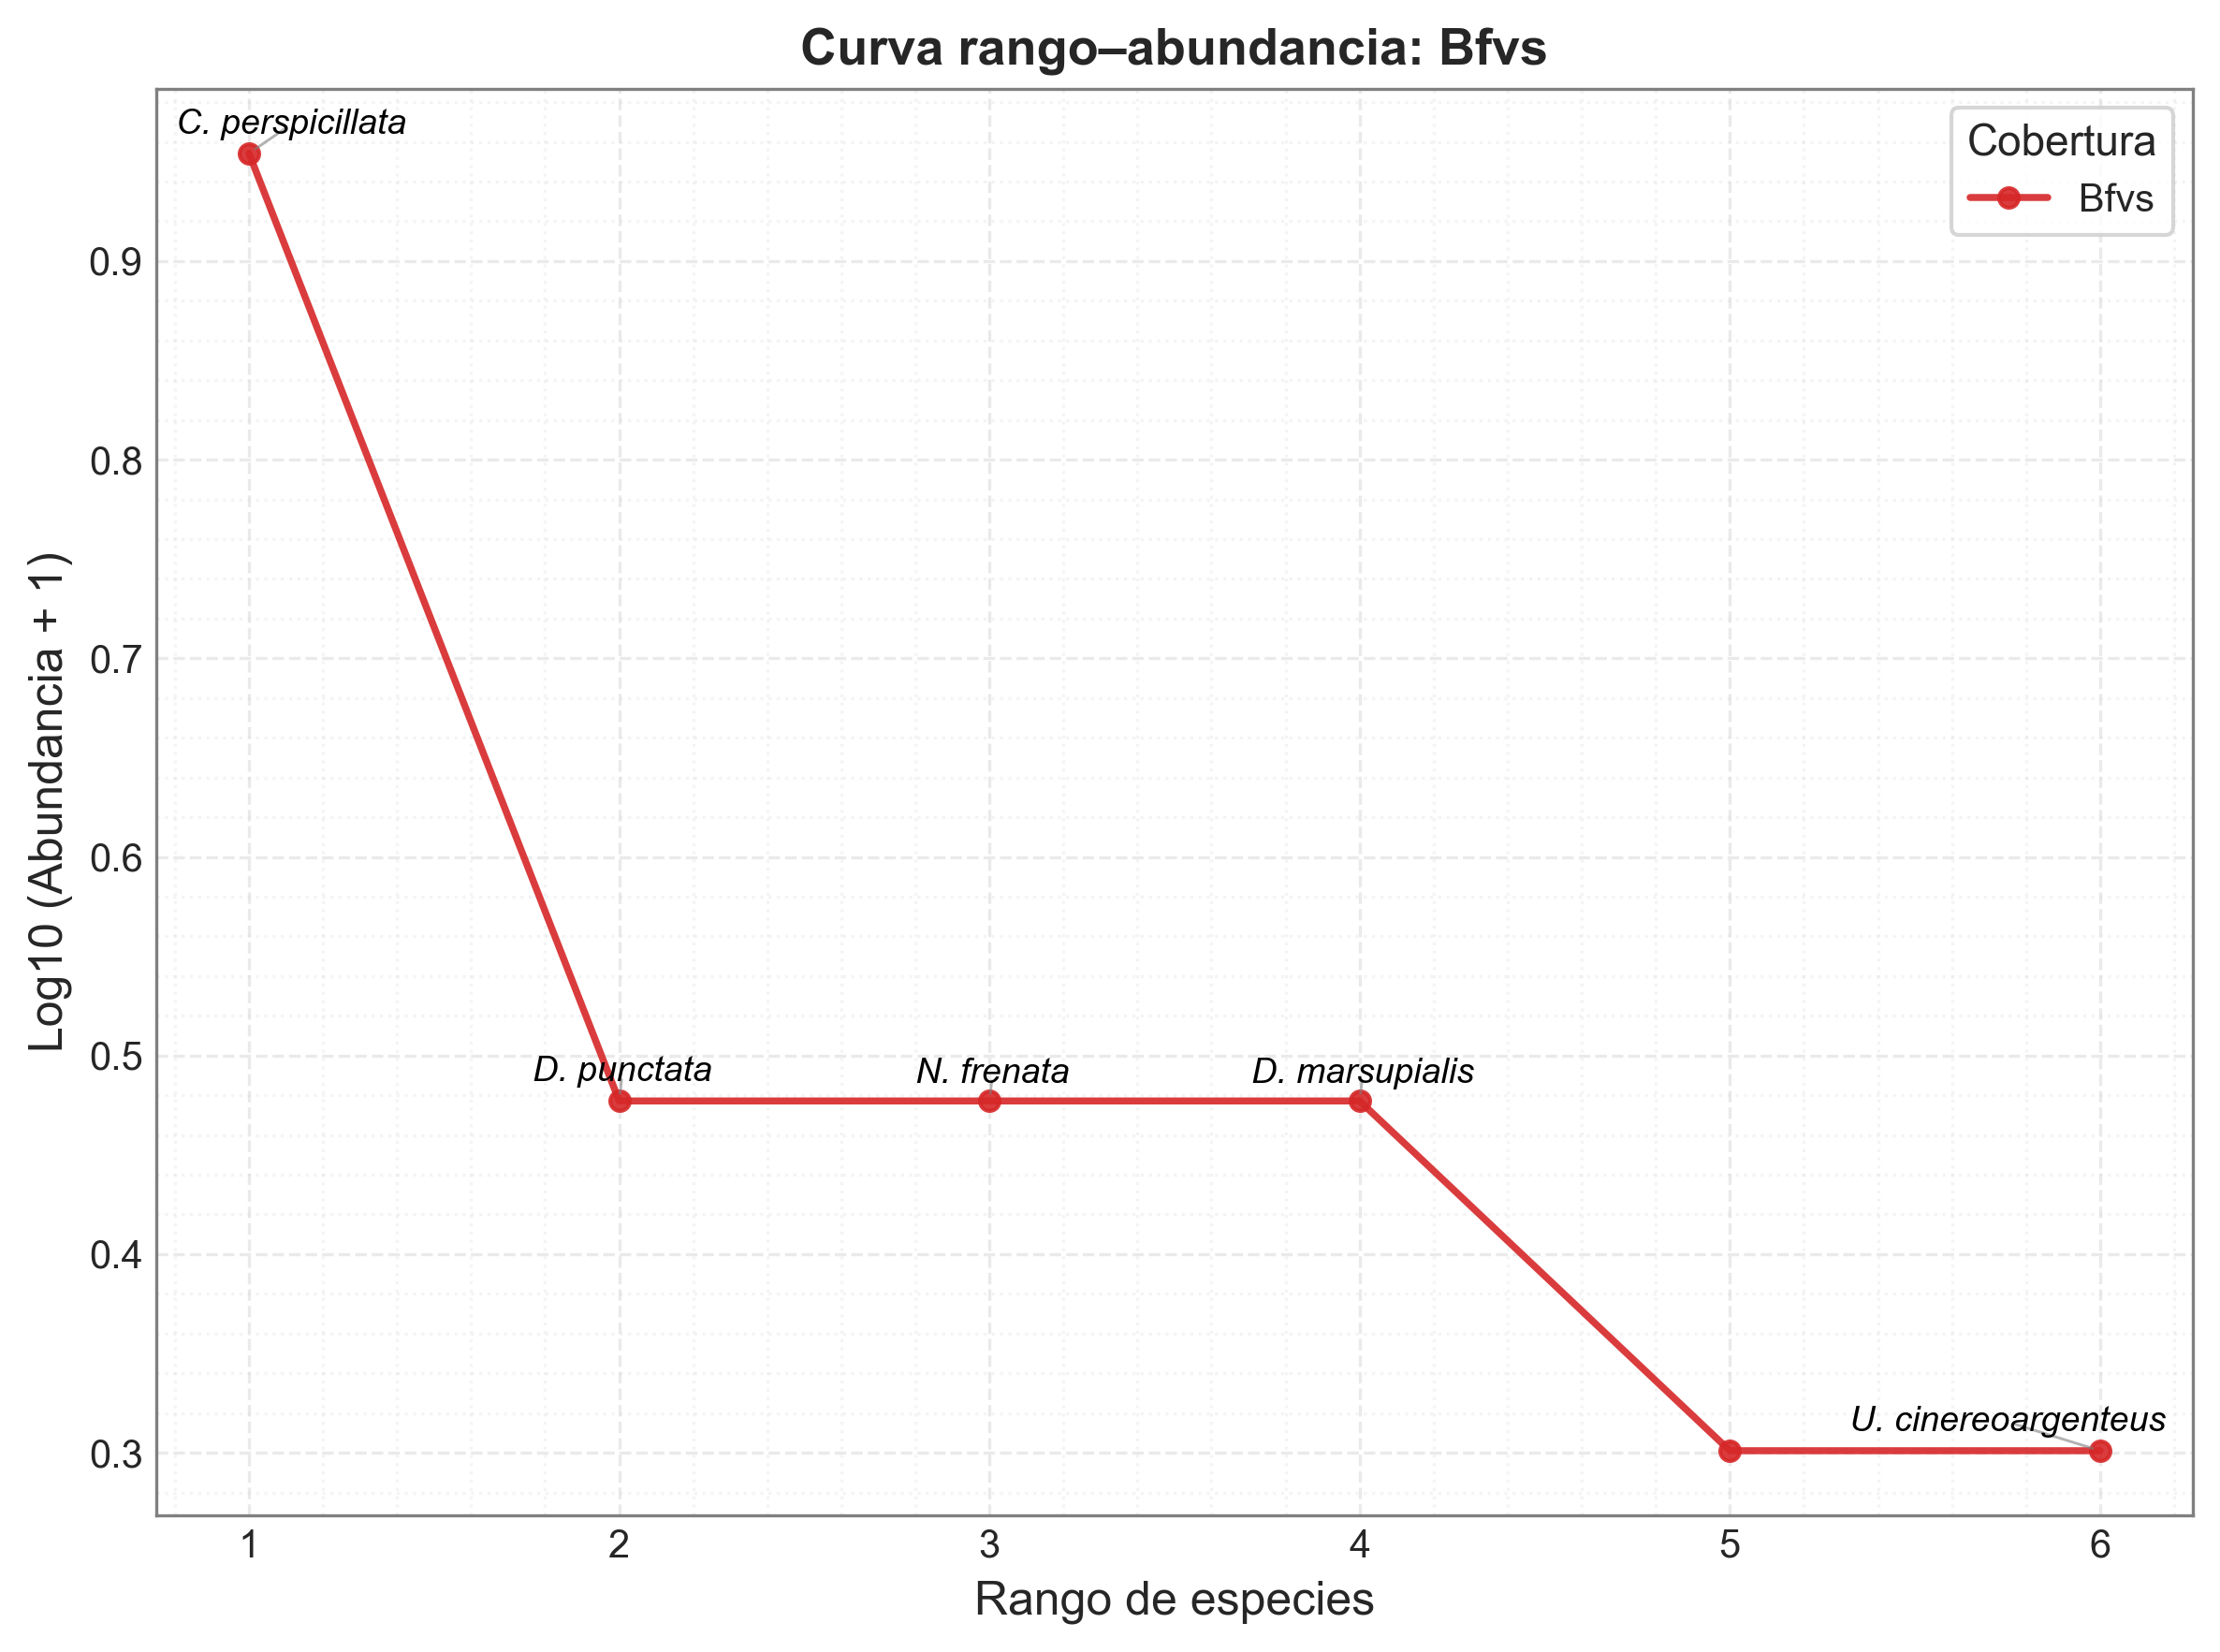 Curva rango–abundancia: Bfvs
C. perspicillata
Cobertura
Bfvs
0.9
0.8
0.7
0.6
0.5
0.4
0.3
Log10 (Abundancia + 1)
D. punctata
N. frenata
D. marsupialis
U. cinereoargenteus
1 2 3 4 5 6
Rango de especies